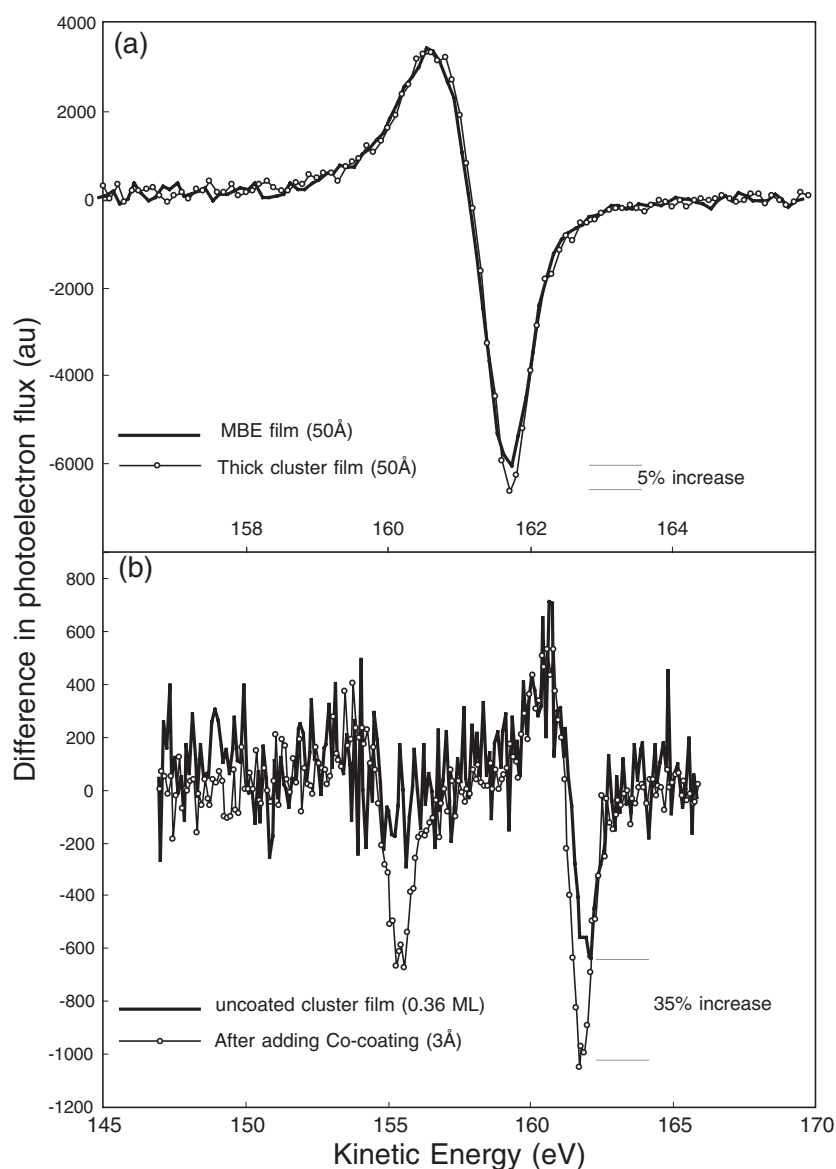 (a)
4000
2000
0
-2000
-4000
-6000
MBE film (50Å)
Thick cluster film (50Å)
5% increase
158
160
162
164
(b)
800
600
400
200
0
-200
-400
-600
-800
-1000
-1200
uncoated cluster film (0.36 ML)
After adding Co-coating (3Å)
35% increase
145
150
155
160
165
170
Kinetic Energy (eV)
Difference in photoelectron flux (au)